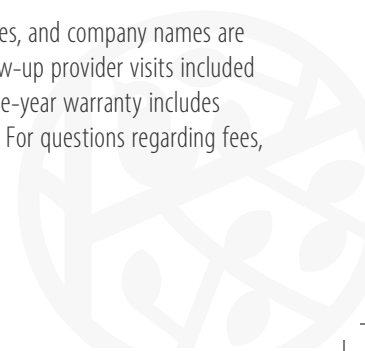 es, and company names are
w-up provider visits included
e-year warranty includes
For questions regarding fees,